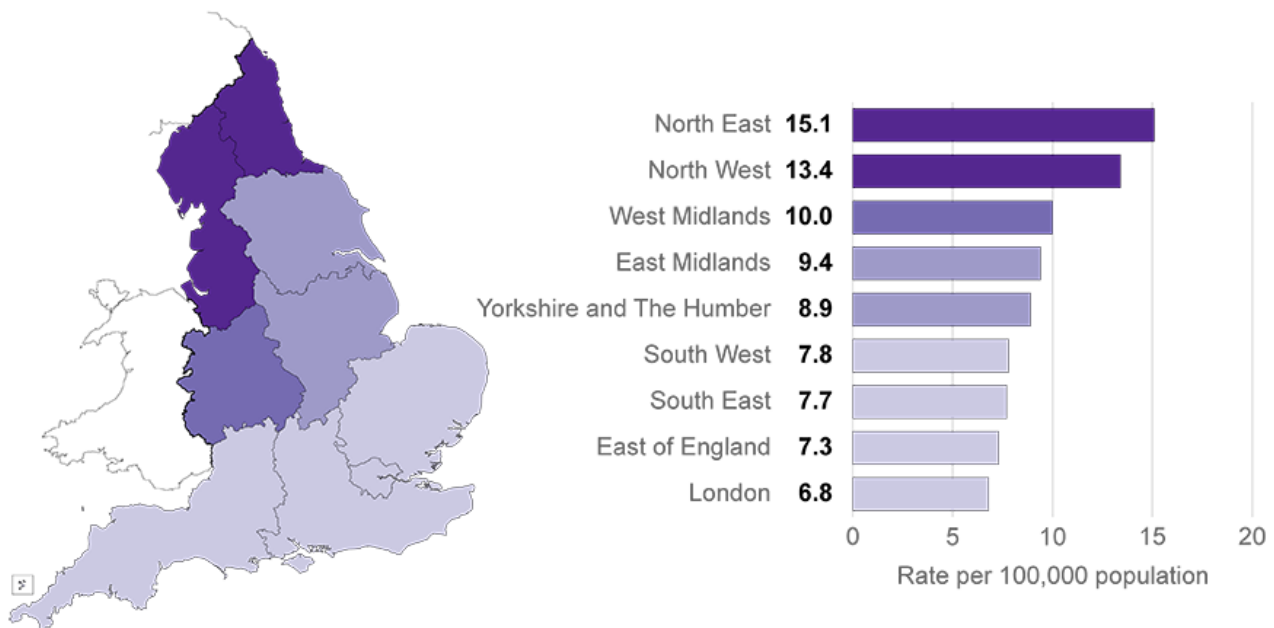 North East 15.1
North West 13.4
West Midlands 10.0
East Midlands 9.4
Yorkshire and The Humber 8.9
South West 7.8
South East 7.7
East of England 7.3
London 6.8
0 5 10 15 20
Rate per 100,000 population